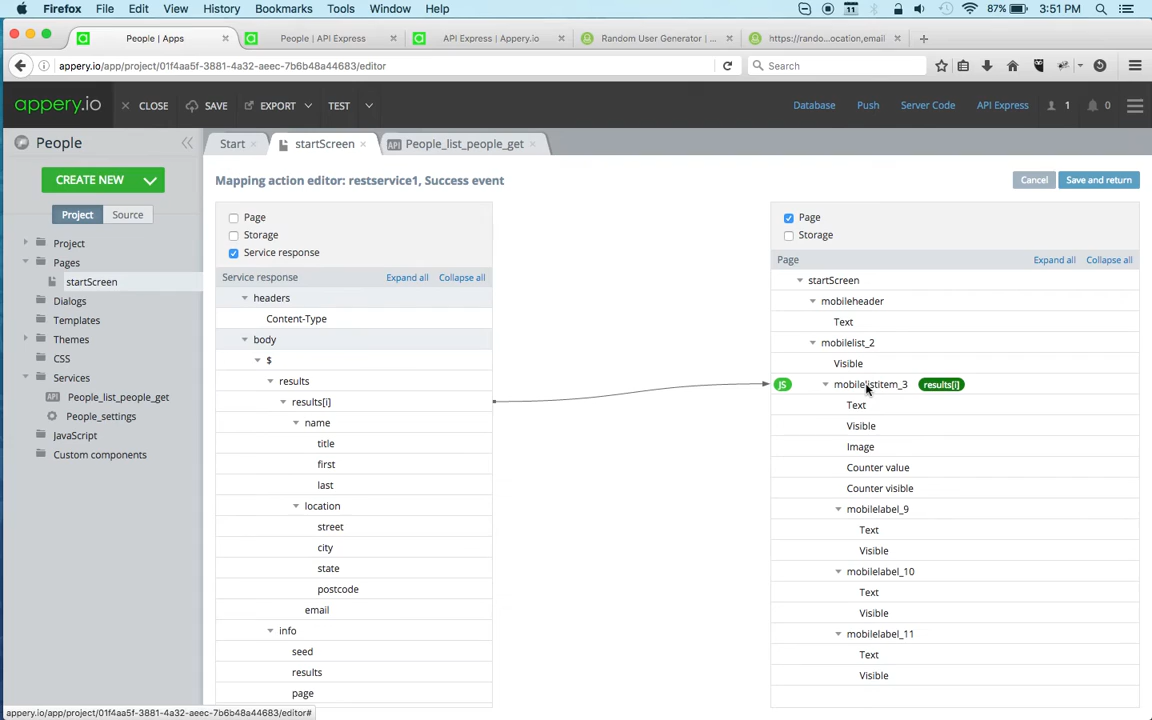 Firefox File Edit View History Bookmarks Tools Window Help 11 87% 3:51 PM
People | Apps People | API Express API Express | Appery.io Random User Generator | ... https://rando...ocation,email
appery.io/app/project/01f4aa5f-3881-4a32-aeec-7b6b48a44683/editor Search
appery.io CLOSE SAVE EXPORT TEST Database Push Server Code API Express 1 0
People
Start startScreen API People_list_people_get
CREATE NEW
Project Source
Project
Pages
startScreen
Dialogs
Templates
Themes
CSS
Services
API People_list_people_get
People_settings
JavaScript
Custom components
Mapping action editor: restservice1, Success event Cancel Save and return
Page
Storage
Service response
Service response Expand all Collapse all
headers
Content-Type
body
$
results
results[i]
name
title
first
last
location
street
city
state
postcode
email
info
seed
results
page
Page
Storage
Page Expand all Collapse all
startScreen
mobileheader
Text
mobilelist_2
Visible
JS mobilelistitem_3 results[i]
Text
Visible
Image
Counter value
Counter visible
mobilelabel_9
Text
Visible
mobilelabel_10
Text
Visible
mobilelabel_11
Text
Visible
appery.io/app/project/01f4aa5f-3881-4a32-aeec-7b6b48a44683/editor#